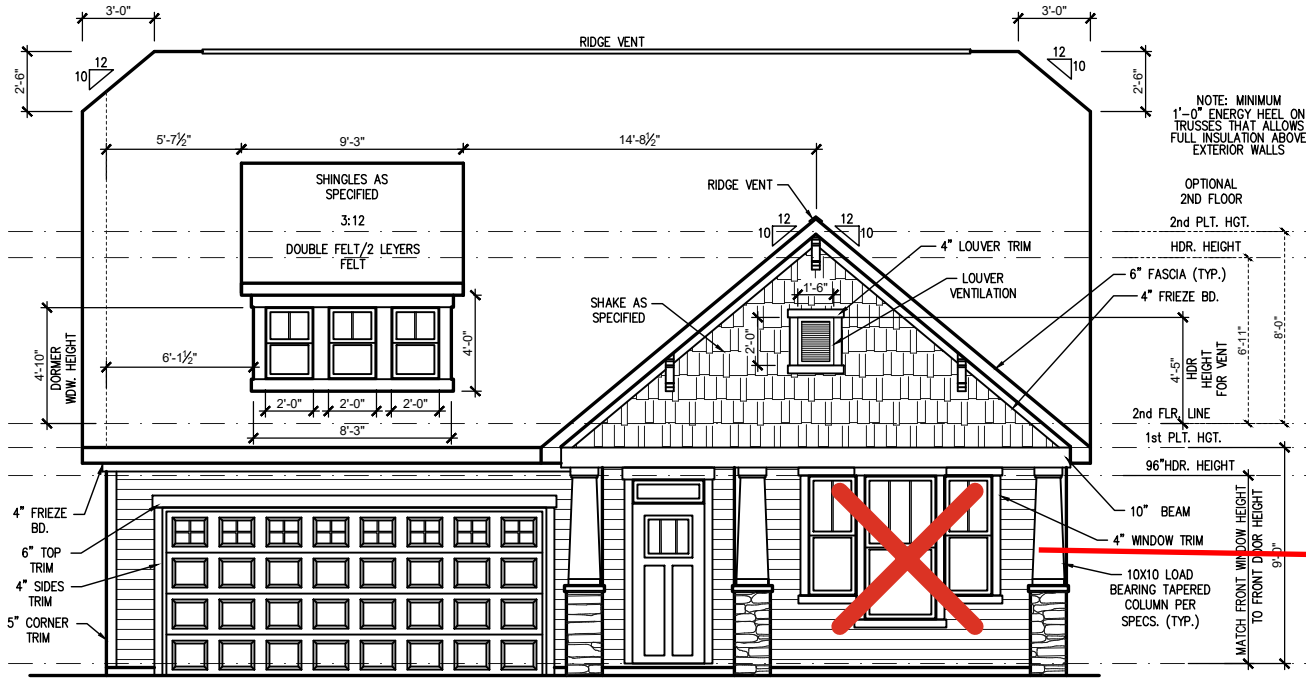 3'-0"
3'-0"
RIDGE VENT
12
10
12
10
2'-6"
2'-6"
NOTE: MINIMUM
1'-0" ENERGY HEEL ON
TRUSSES THAT ALLOWS
FULL INSULATION ABOVE
EXTERIOR WALLS
5'-7½"
9'-3"
14'-8½"
SHINGLES AS
SPECIFIED
3:12
DOUBLE FELT/2 LEYERS
FELT
RIDGE VENT
OPTIONAL
2ND FLOOR
2nd PLT. HGT.
12
10
12
10
HDR. HEIGHT
4" LOUVER TRIM
LOUVER
VENTILATION
6" FASCIA (TYP.)
4" FRIEZE BD.
1'-6"
SHAKE AS
SPECIFIED
2'-0"
4'-10"
DORMER
WDW. HEIGHT
6'-1½"
4'-0"
4'-5"
HDR
HEIGHT
FOR VENT
6'-11"
8'-0"
2'-0"
2'-0"
2'-0"
8'-3"
2nd FLR. LINE
1st PLT. HGT.
96"HDR. HEIGHT
4" FRIEZE
BD.
6" TOP
TRIM
4" SIDES
TRIM
5" CORNER
TRIM
10" BEAM
4" WINDOW TRIM
10X10 LOAD
BEARING TAPERED
COLUMN PER
SPECS. (TYP.)
MATCH FRONT WINDOW HEIGHT
TO FRONT DOOR HEIGHT
9'-0"